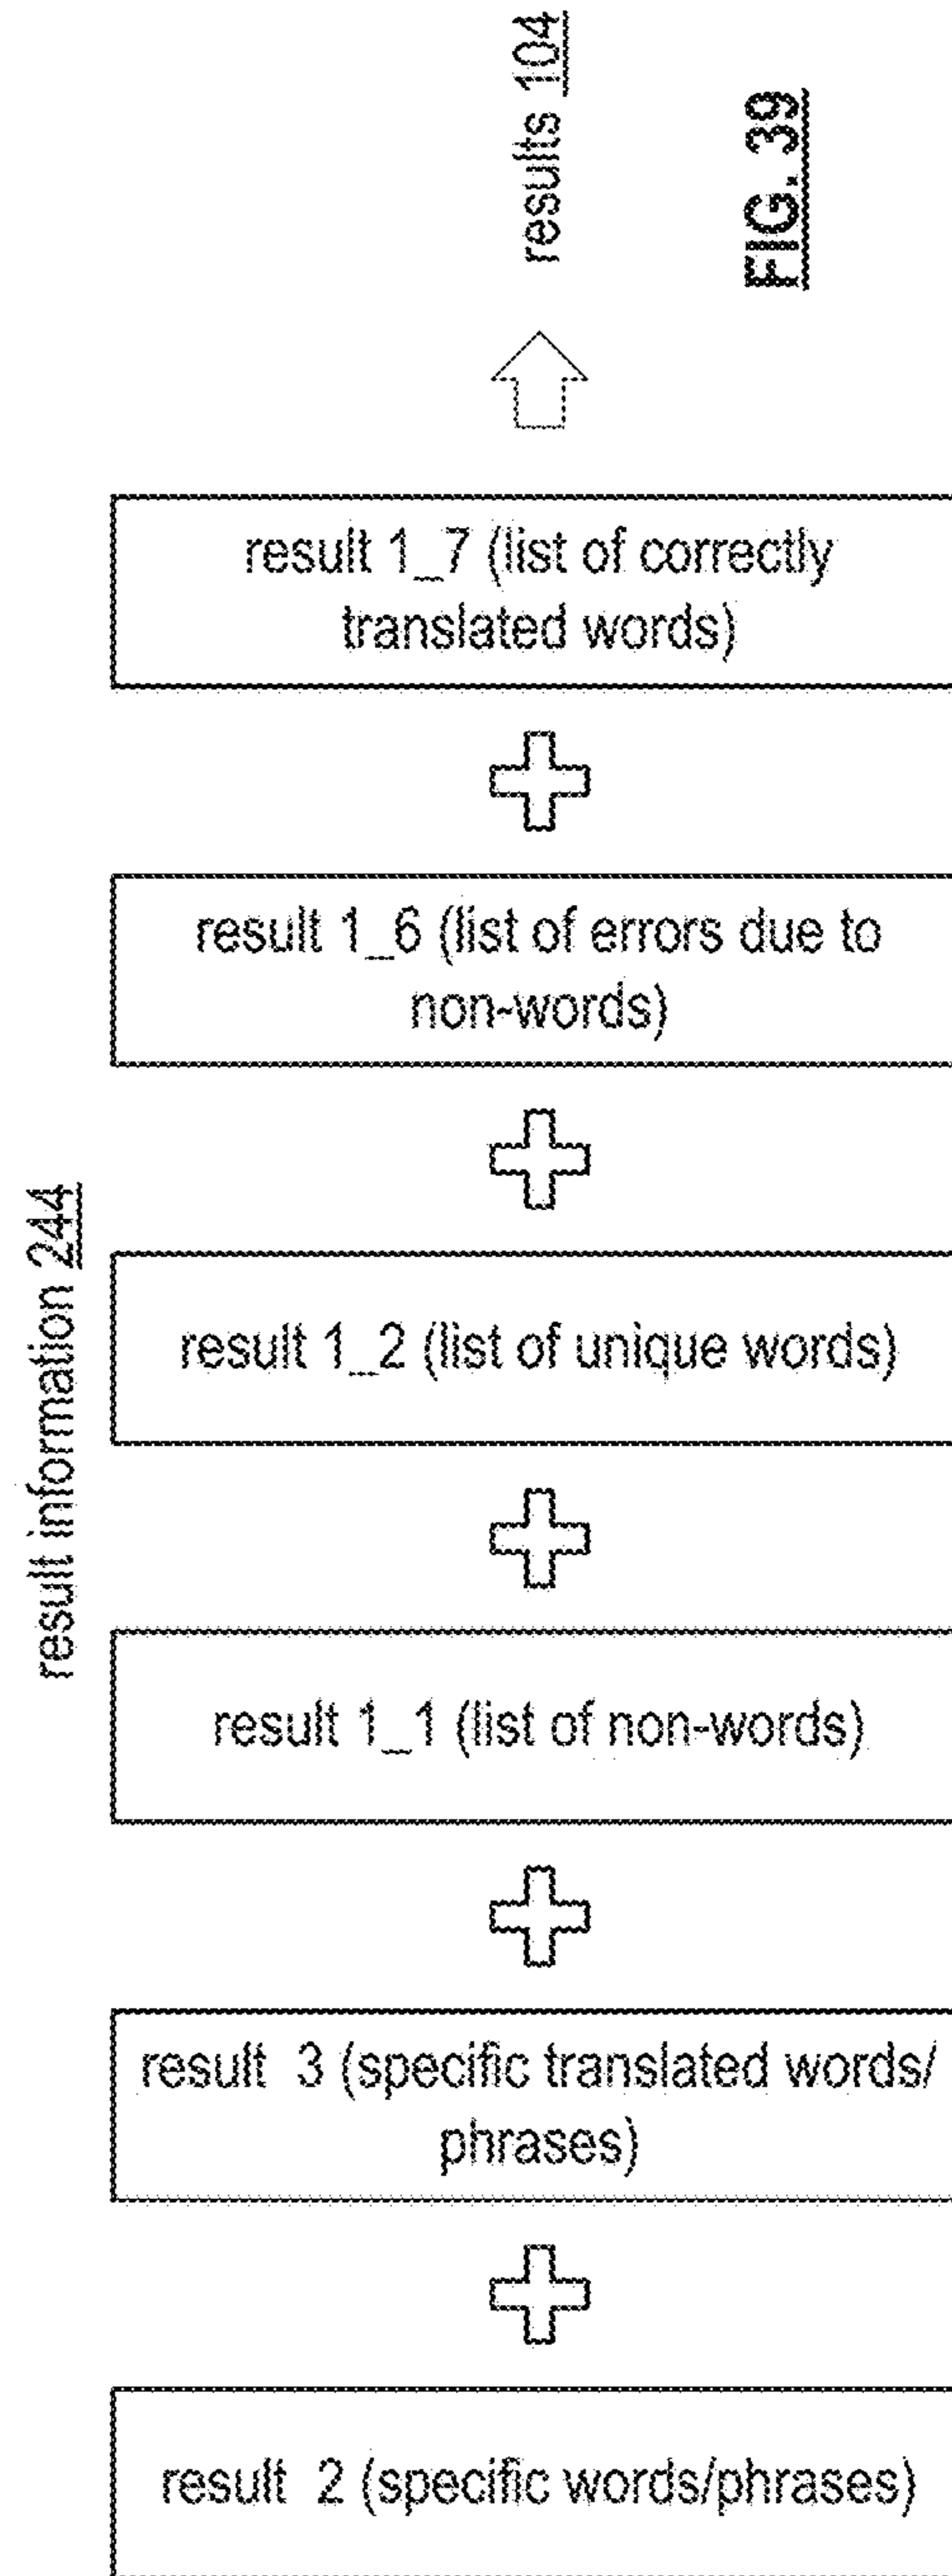 results 104
FIG. 39
result 1_7 (list of correctly
translated words)
result 1_6 (list of errors due to
non-words)
result information 244
result 1_2 (list of unique words)
result 1_1 (list of non-words)
result 3 (specific translated words/
phrases)
result 2 (specific words/phrases)